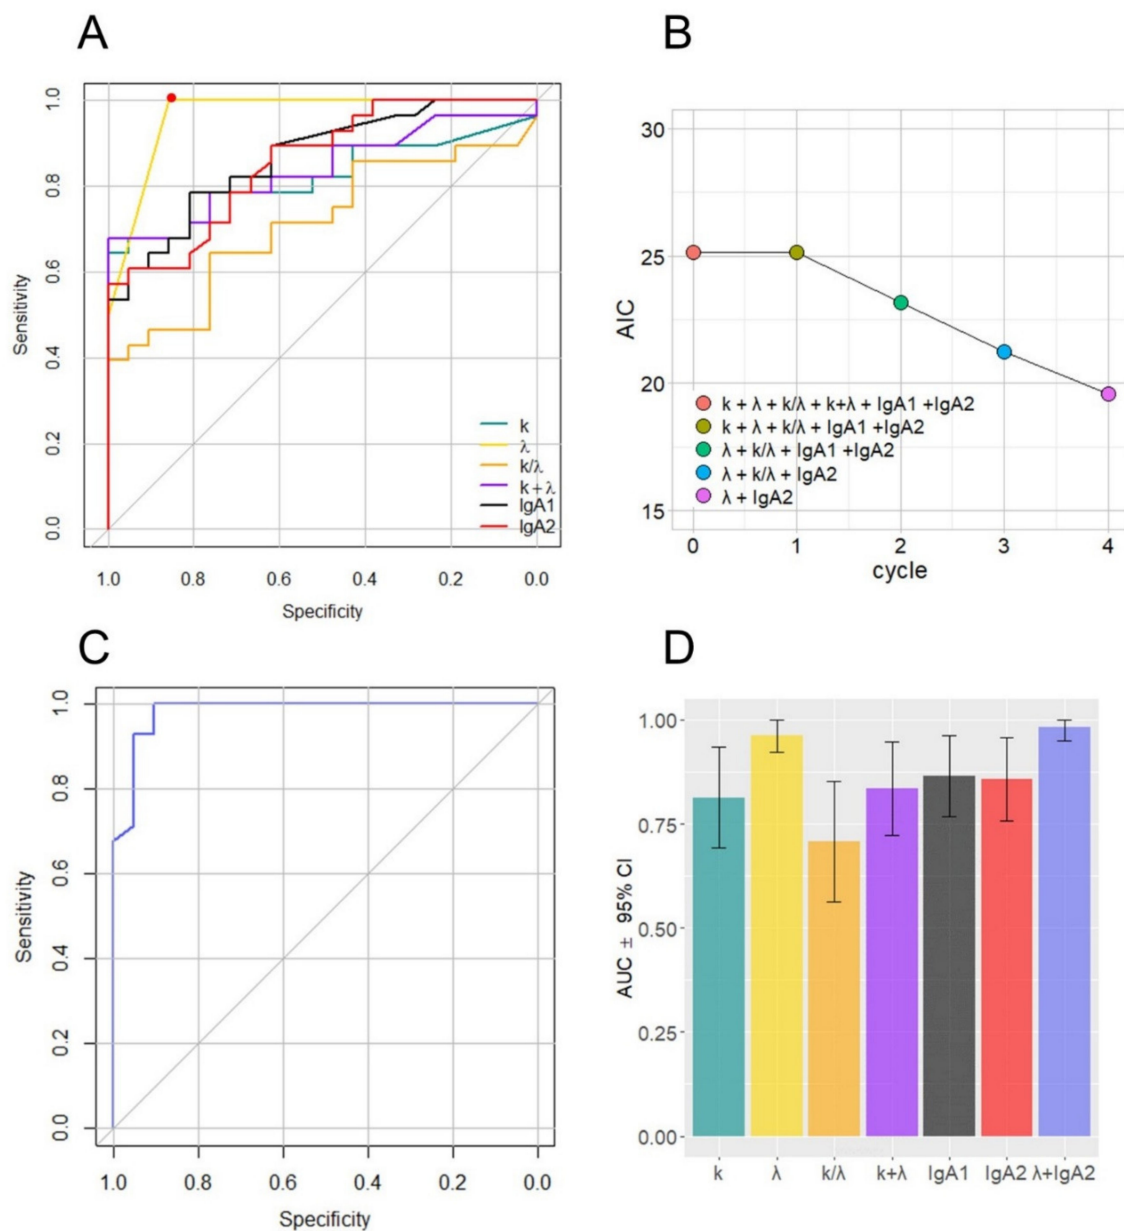 A
Sensitivity
1.0
0.8
0.6
0.4
0.2
0.0
k
λ
k/λ
k+λ
IgA1
IgA2
1.0 0.8 0.6 0.4 0.2 0.0
Specificity
B
AIC
30
25
20
15
k + λ + k/λ + k+λ + IgA1 +IgA2
k + λ + k/λ + IgA1 +IgA2
λ + k/λ + IgA1 +IgA2
λ + k/λ + IgA2
λ + IgA2
0 1 2 3 4
cycle
C
Sensitivity
1.0
0.8
0.6
0.4
0.2
0.0
1.0 0.8 0.6 0.4 0.2 0.0
Specificity
D
AUC ± 95% CI
1.00
0.75
0.50
0.25
0.00
k λ k/λ k+λ IgA1 IgA2 λ+IgA2